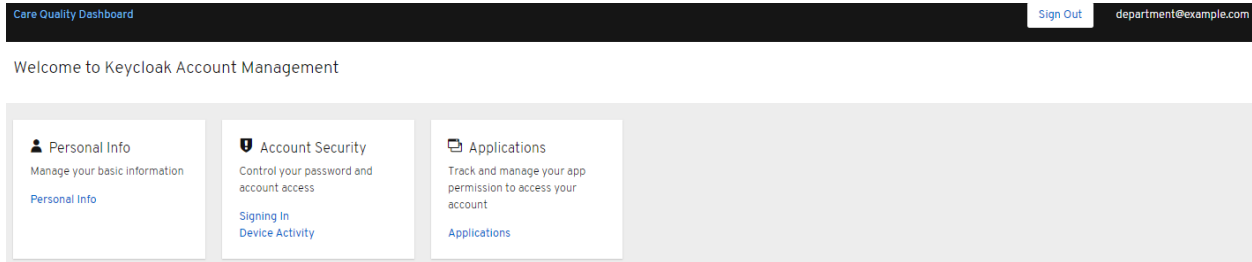 Care Quality Dashboard
Sign Out
department@example.com
Welcome to Keycloak Account Management
Personal Info
Manage your basic information
Personal Info
Account Security
Control your password and
account access
Signing In
Device Activity
Applications
Track and manage your app
permission to access your
account
Applications